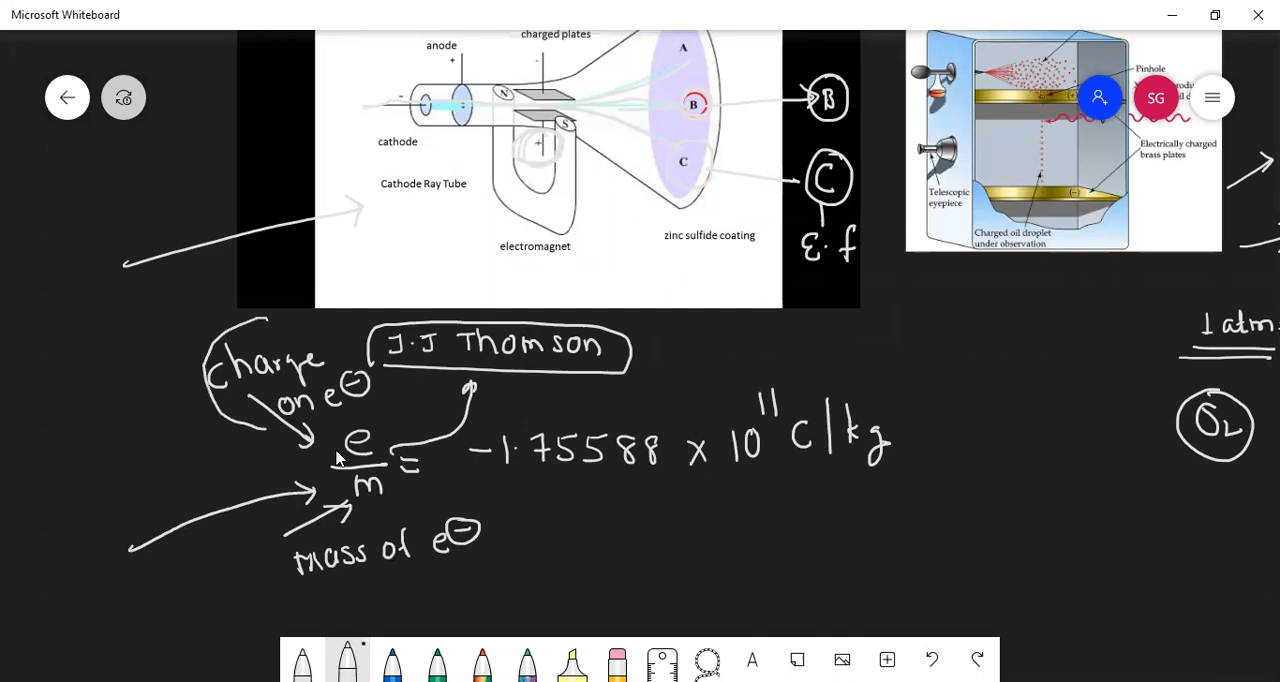 Microsoft Whiteboard
SG
anode
charged plates
+
-
A
N
-
B
S
+
C
cathode
Cathode Ray Tube
electromagnet
zinc sulfide coating
B
C
E.f
Pinhole
(+)
Electrically charged
brass plates
Telescopic
eyepiece
(−)
Charged oil droplet
under observation
1 atm
O2
J.J Thomson
charge
on e⊖
e/m = -1.75588 x 10^11 C/kg
mass of e⊖
A